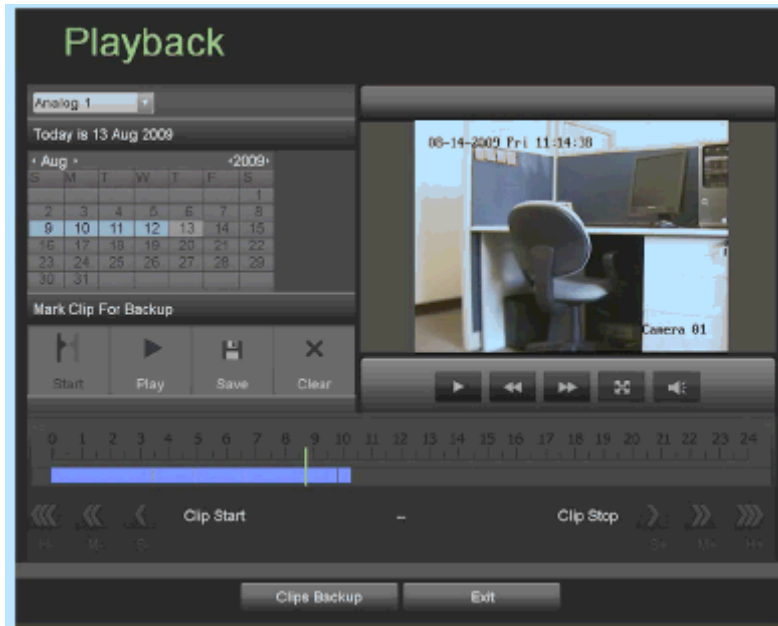 Playback
Analog 1
Today is 13 Aug 2009
‹ Aug › ‹2009›
S M T W T F S
1
2 3 4 5 6 7 8
9 10 11 12 13 14 15
16 17 18 19 20 21 22
23 24 25 26 27 28 29
30 31
Mark Clip For Backup
Start Play Save Clear
08-14-2009 Fri 11:14:38
Camera 01
0 1 2 3 4 5 6 7 8 9 10 11 12 13 14 15 16 17 18 19 20 21 22 23 24
Clip Start -- Clip Stop
H- M- S- S+ M+ H+
Clips Backup Exit